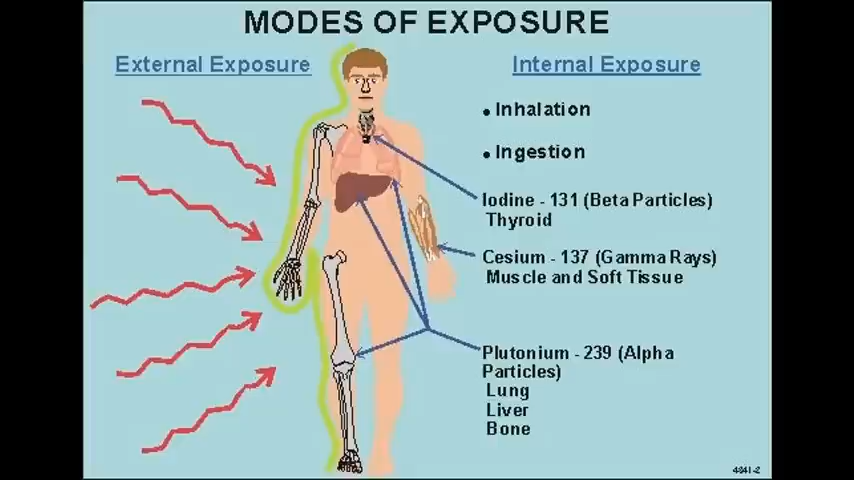 MODES OF EXPOSURE
External Exposure
Internal Exposure
• Inhalation
• Ingestion
Iodine - 131 (Beta Particles)
Thyroid
Cesium - 137 (Gamma Rays)
Muscle and Soft Tissue
Plutonium - 239 (Alpha
Particles)
Lung
Liver
Bone
4841-2